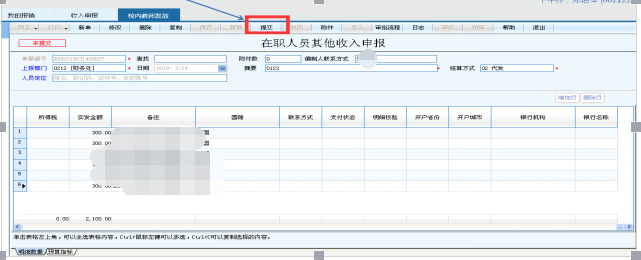 我的报销 收入申报 校内教师发放
打印 新单 修改 删除 复制 保存 提交 附件 审批流程 日志 帮助 退出
未提交
在职人员其他收入申报
单据编号 查找 附件数 0 编制人联系方式
上报部门 0212 [财务处] 日期 2018- 3-14 摘要 0123 结算方式 02 代发
人员定位 姓名、身份证号、发放账号
增加行 删除行
所得税 实发金额 备注 国籍 联系方式 支付状态 明细校验 开户省份 开户城市 银行机构 银行名称
1 300.00 国
2 300.00 国
3 300.
4
5
6 300.00
0.00 2,100.00
单击表格左上角,可以全选表格内容,Ctrl+鼠标左键可以多选,Ctrl+C可以复制选择的内容。
明细数据 预算指标